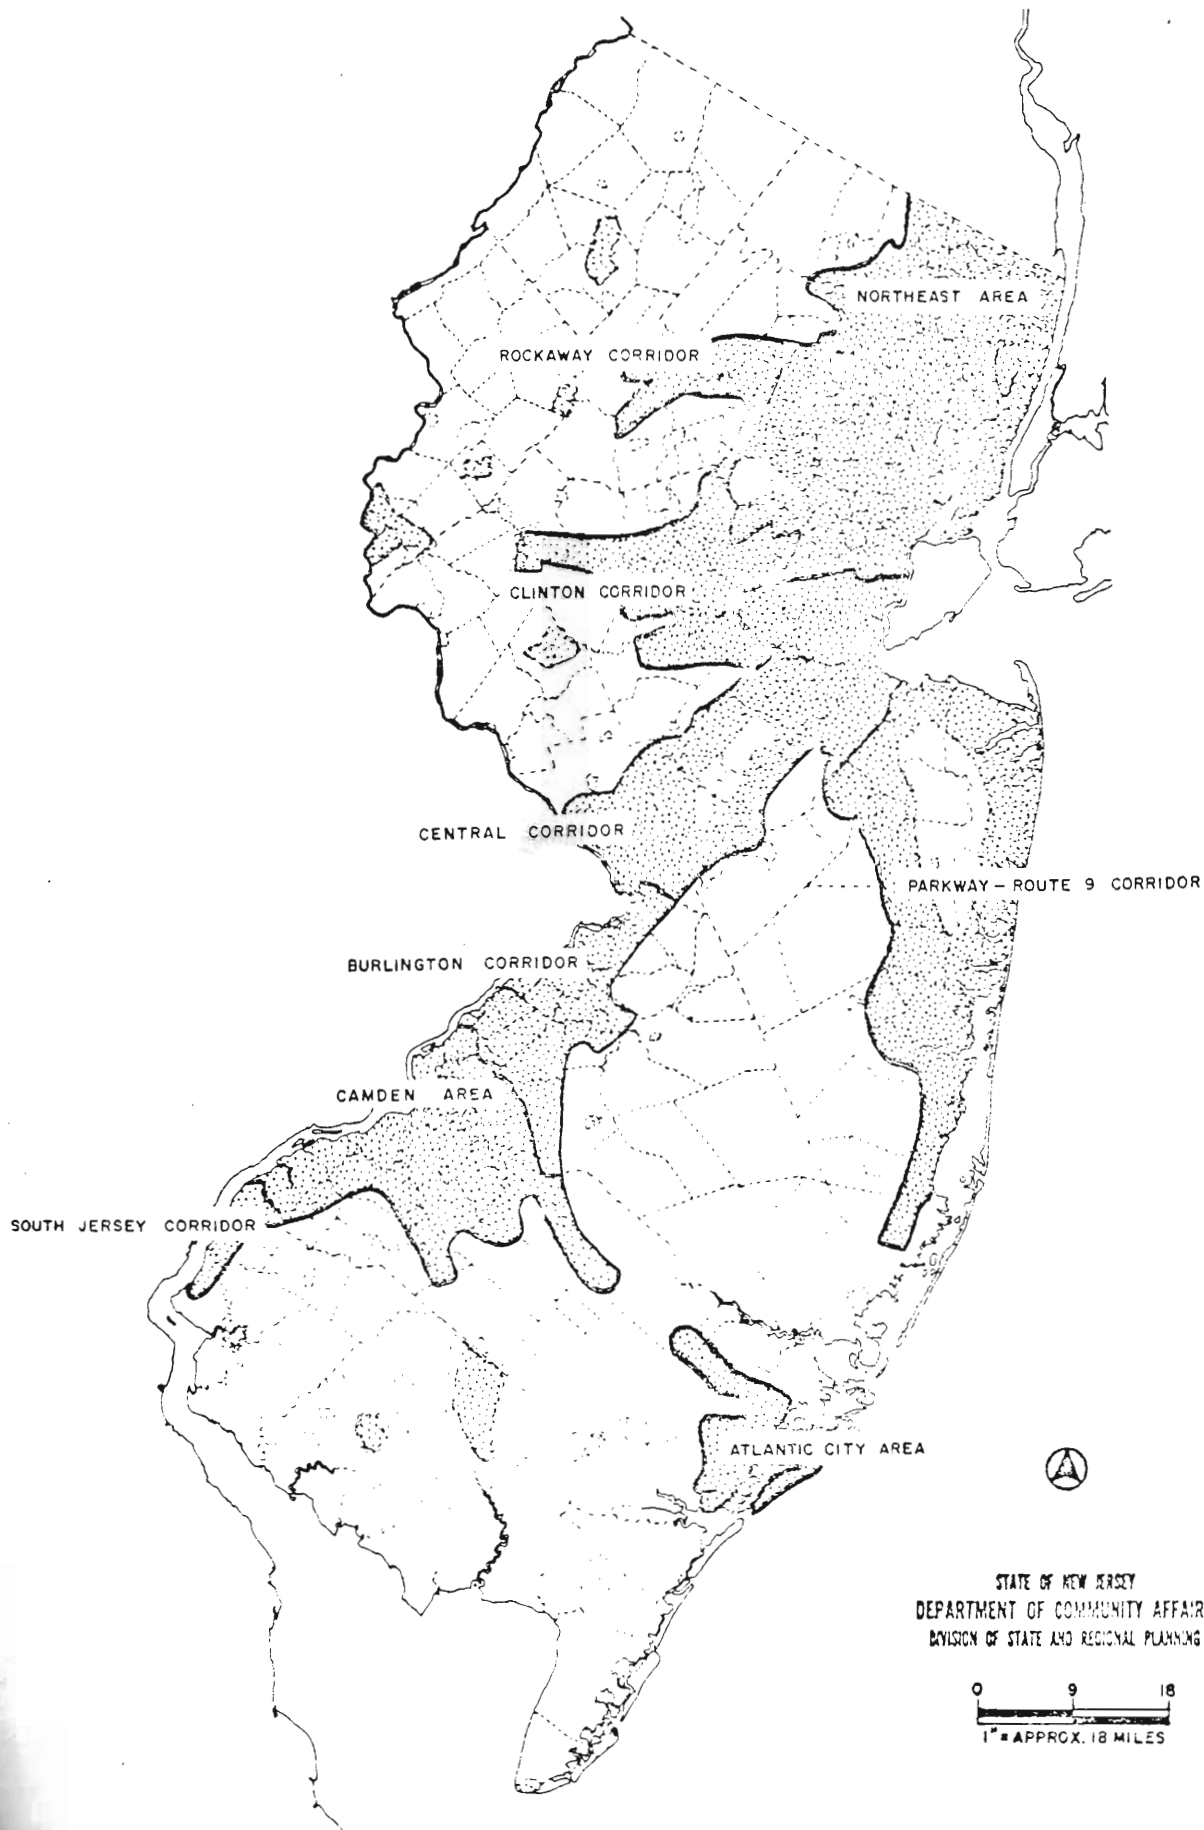 NORTHEAST AREA
ROCKAWAY CORRIDOR
CLINTON CORRIDOR
CENTRAL CORRIDOR
PARKWAY – ROUTE 9 CORRIDOR
BURLINGTON CORRIDOR
CAMDEN AREA
SOUTH JERSEY CORRIDOR
ATLANTIC CITY AREA
STATE OF NEW JERSEY
DEPARTMENT OF COMMUNITY AFFAIR
DIVISION OF STATE AND REGIONAL PLANNING
0 9 18
1" = APPROX. 18 MILES